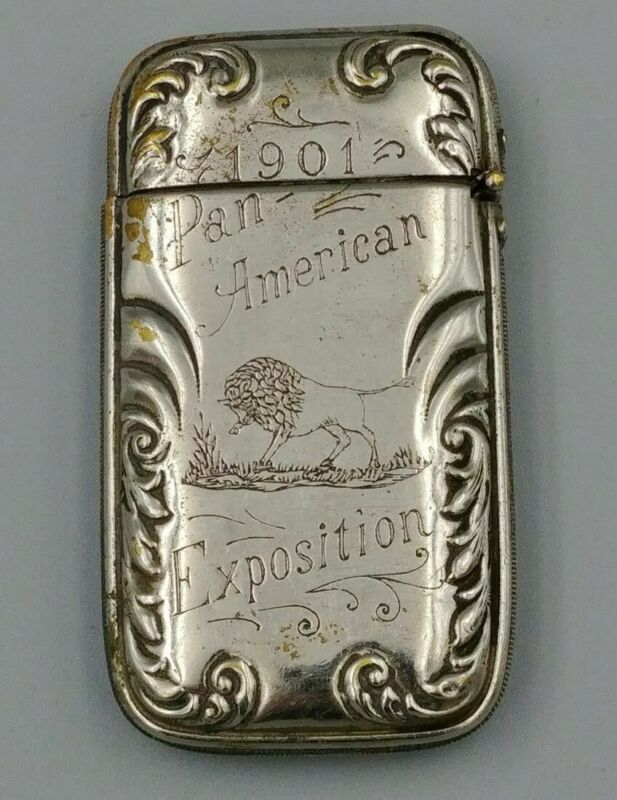 1901
Pan-
American
Exposition